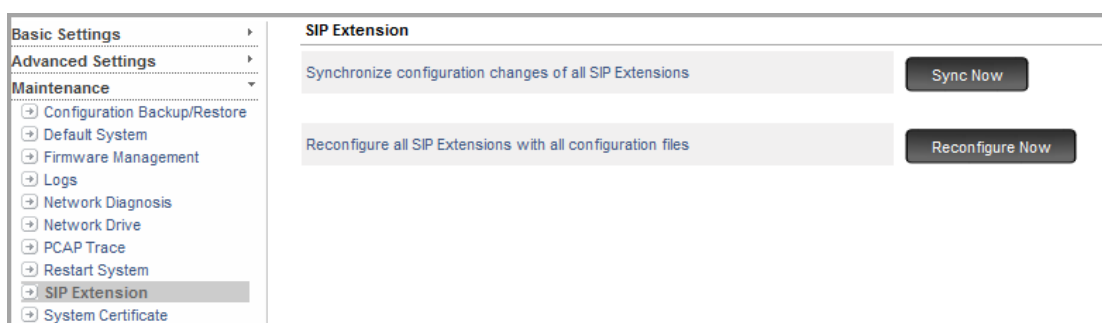 Basic Settings
Advanced Settings
Maintenance
Configuration Backup/Restore
Default System
Firmware Management
Logs
Network Diagnosis
Network Drive
PCAP Trace
Restart System
SIP Extension
System Certificate
SIP Extension
Synchronize configuration changes of all SIP Extensions
Sync Now
Reconfigure all SIP Extensions with all configuration files
Reconfigure Now